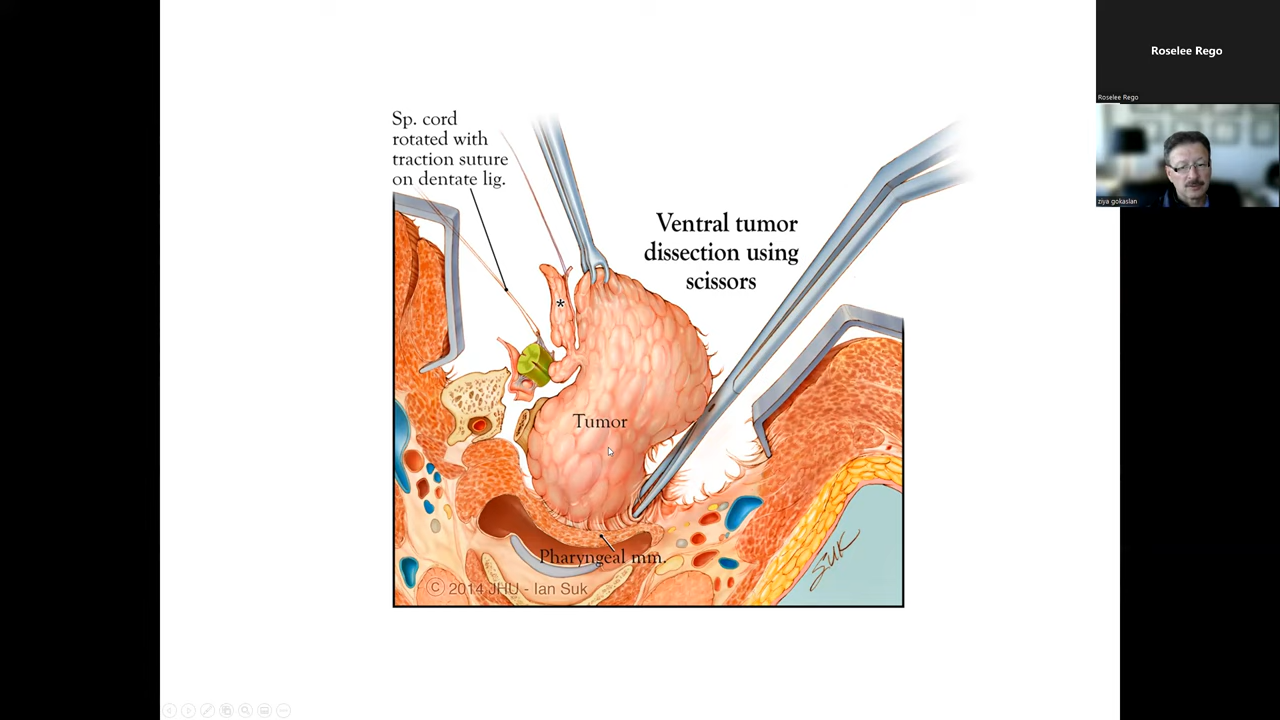 Roselee Rego
Roselee Rego
ziya gokaslan
Sp. cord
rotated with
traction suture
on dentate lig.
Ventral tumor
dissection using
scissors
*
Tumor
Pharyngeal mm.
© 2014 JHU - Ian Suk
SUK